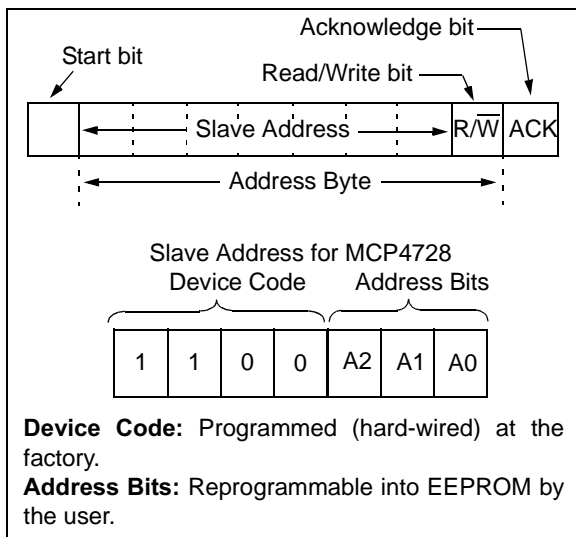 Acknowledge bit
Start bit
Read/Write bit
Slave Address R/W̅ ACK
Address Byte
Slave Address for MCP4728
Device Code Address Bits
1 1 0 0 A2 A1 A0
Device Code: Programmed (hard-wired) at the
factory.
Address Bits: Reprogrammable into EEPROM by
the user.